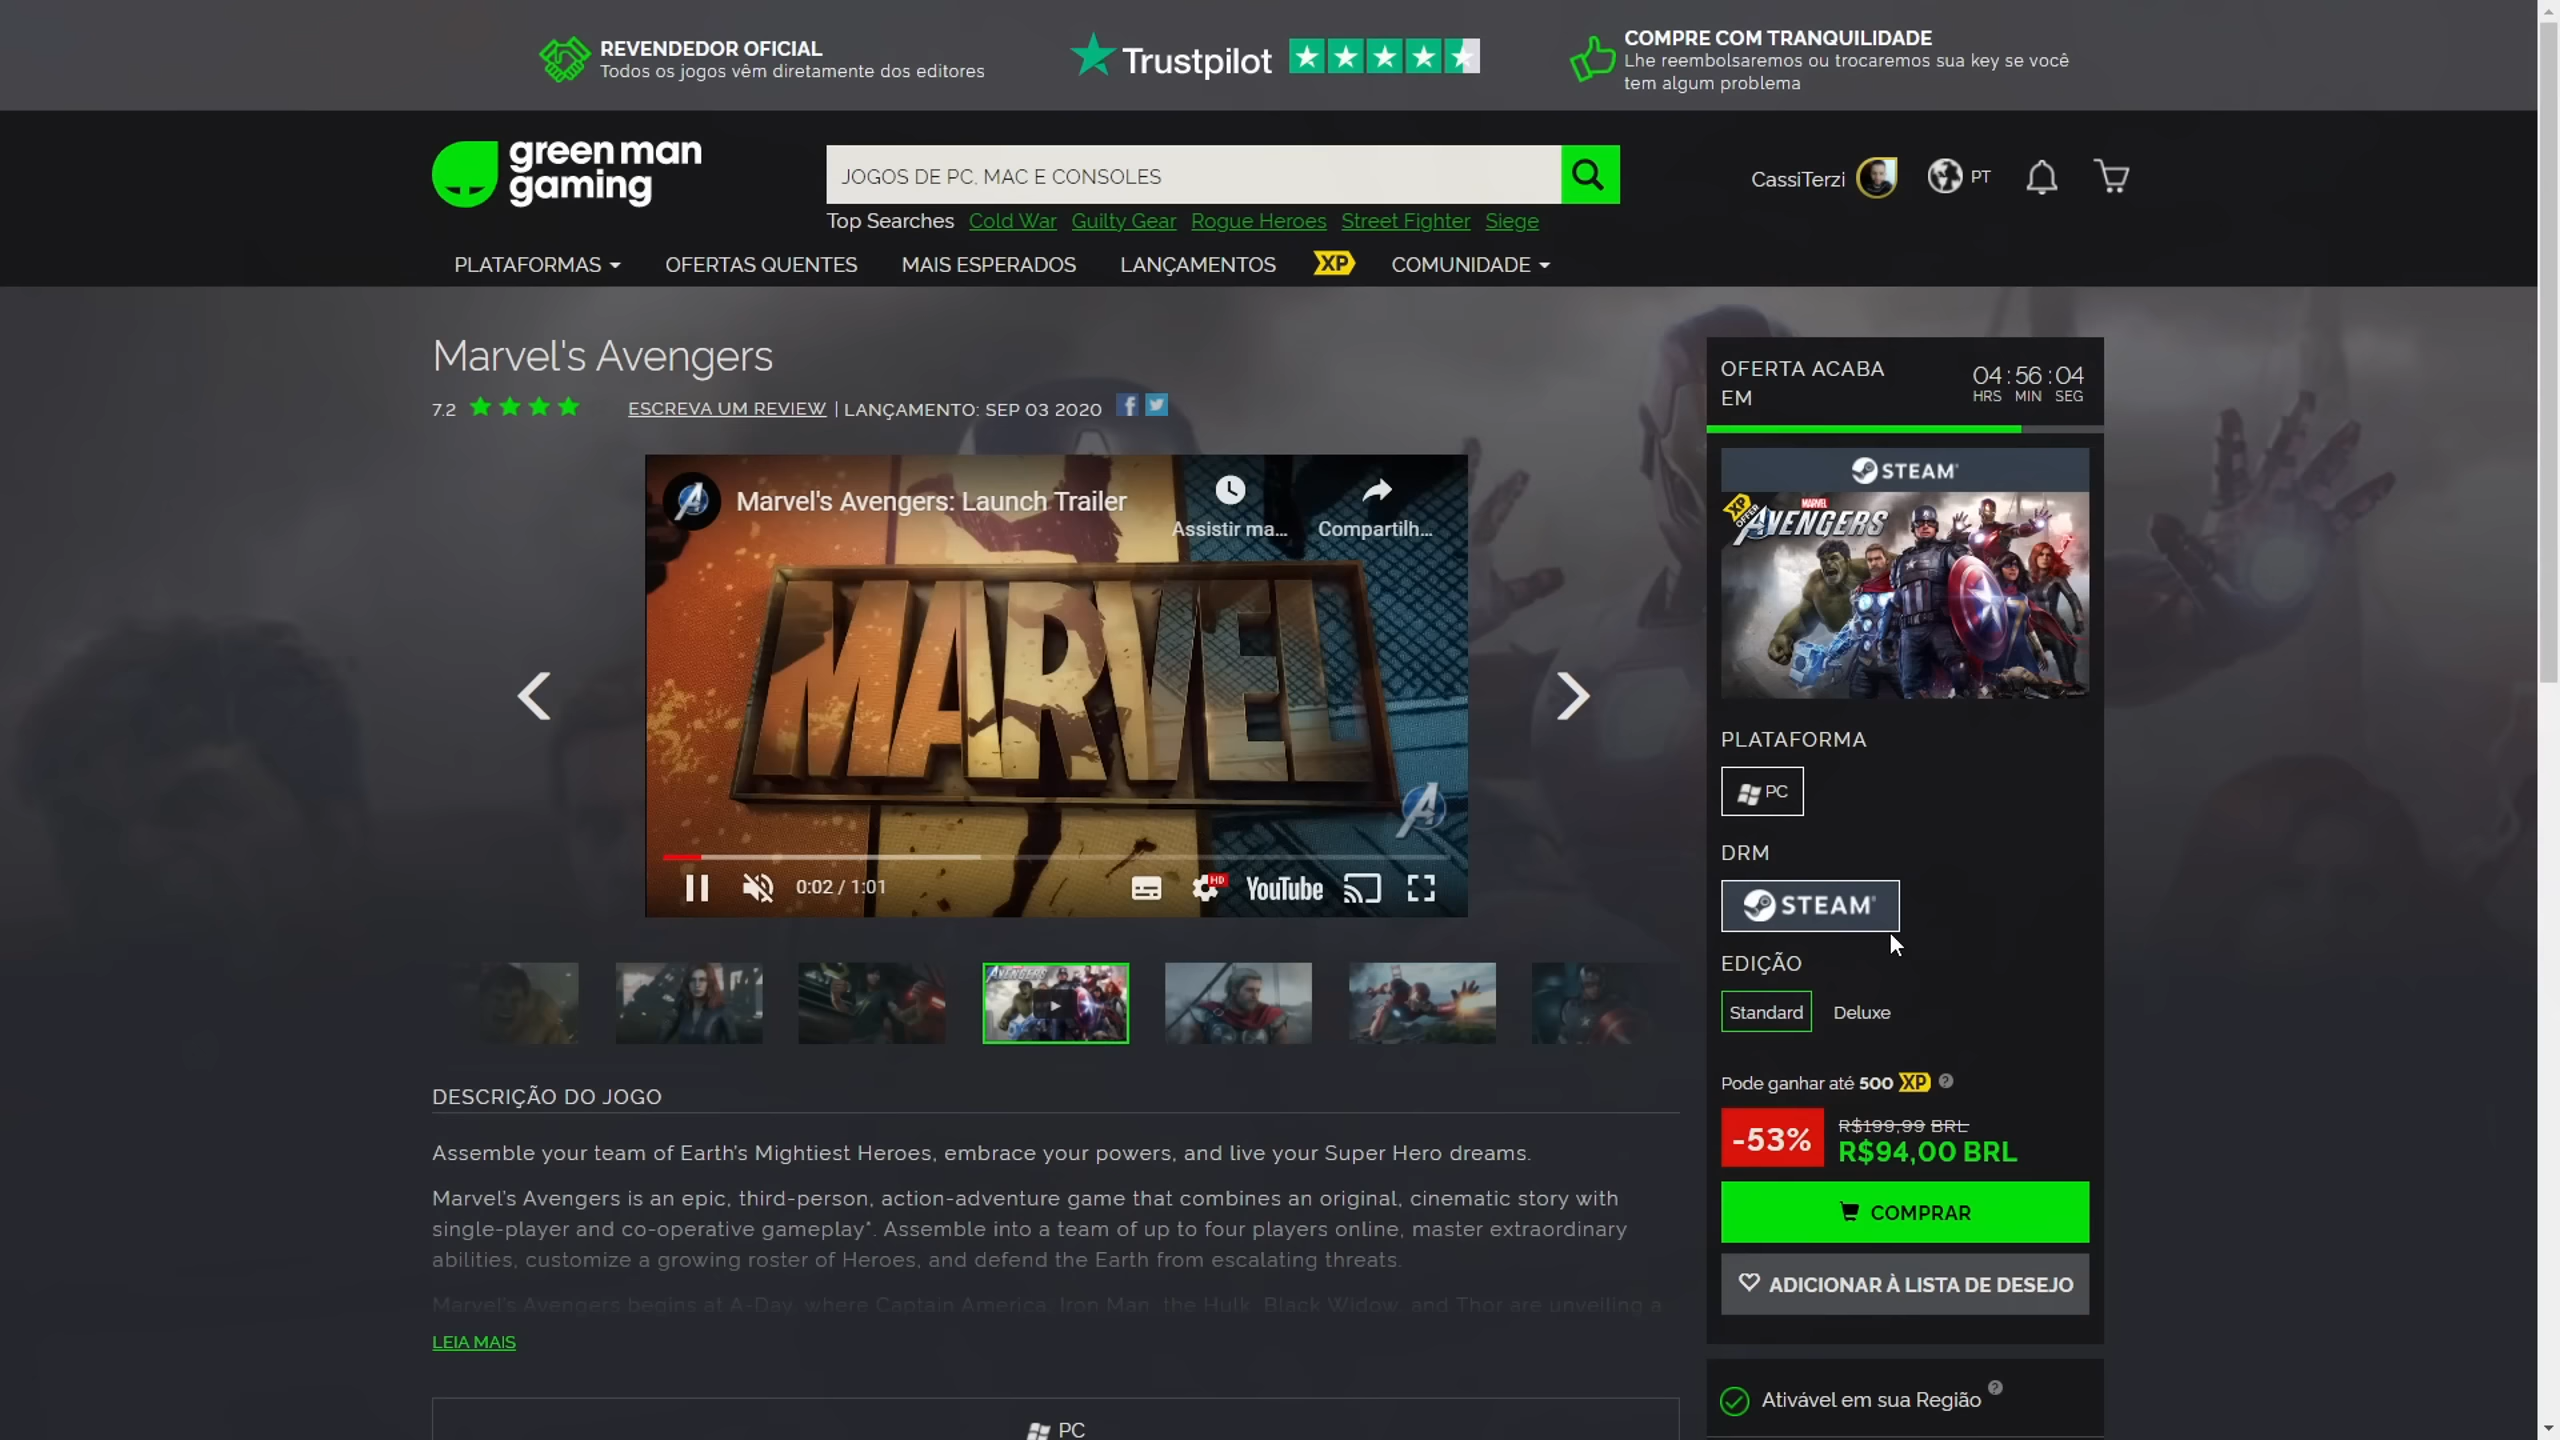 REVENDEDOR OFICIAL
Todos os jogos vêm diretamente dos editores
Trustpilot
COMPRE COM TRANQUILIDADE
Lhe reembolsaremos ou trocaremos sua key se você
tem algum problema
green man
gaming
JOGOS DE PC, MAC E CONSOLES
CassiTerzi
PT
Top Searches Cold War Guilty Gear Rogue Heroes Street Fighter Siege
PLATAFORMAS OFERTAS QUENTES MAIS ESPERADOS LANÇAMENTOS XP COMUNIDADE
Marvel's Avengers
7.2 ESCREVA UM REVIEW | LANÇAMENTO: SEP 03 2020
Marvel's Avengers: Launch Trailer
Assistir ma...
Compartilh...
MARVEL
0:02 / 1:01
HD
YouTube
AVENGERS
DESCRIÇÃO DO JOGO
Assemble your team of Earth's Mightiest Heroes, embrace your powers, and live your Super Hero dreams.
Marvel's Avengers is an epic, third-person, action-adventure game that combines an original, cinematic story with
single-player and co-operative gameplay*. Assemble into a team of up to four players online, master extraordinary
abilities, customize a growing roster of Heroes, and defend the Earth from escalating threats.
Marvel's Avengers begins at A-Day, where Captain America, Iron Man, the Hulk, Black Widow, and Thor are unveiling a
LEIA MAIS
PC
OFERTA ACABA
EM
04 : 56 : 04
HRS MIN SEG
STEAM
XP OFFER
MARVEL
AVENGERS
PLATAFORMA
PC
DRM
STEAM
EDIÇÃO
Standard Deluxe
Pode ganhar até 500 XP ?
-53%
R$199,99 BRL
R$94,00 BRL
COMPRAR
ADICIONAR À LISTA DE DESEJO
Ativável em sua Região ?